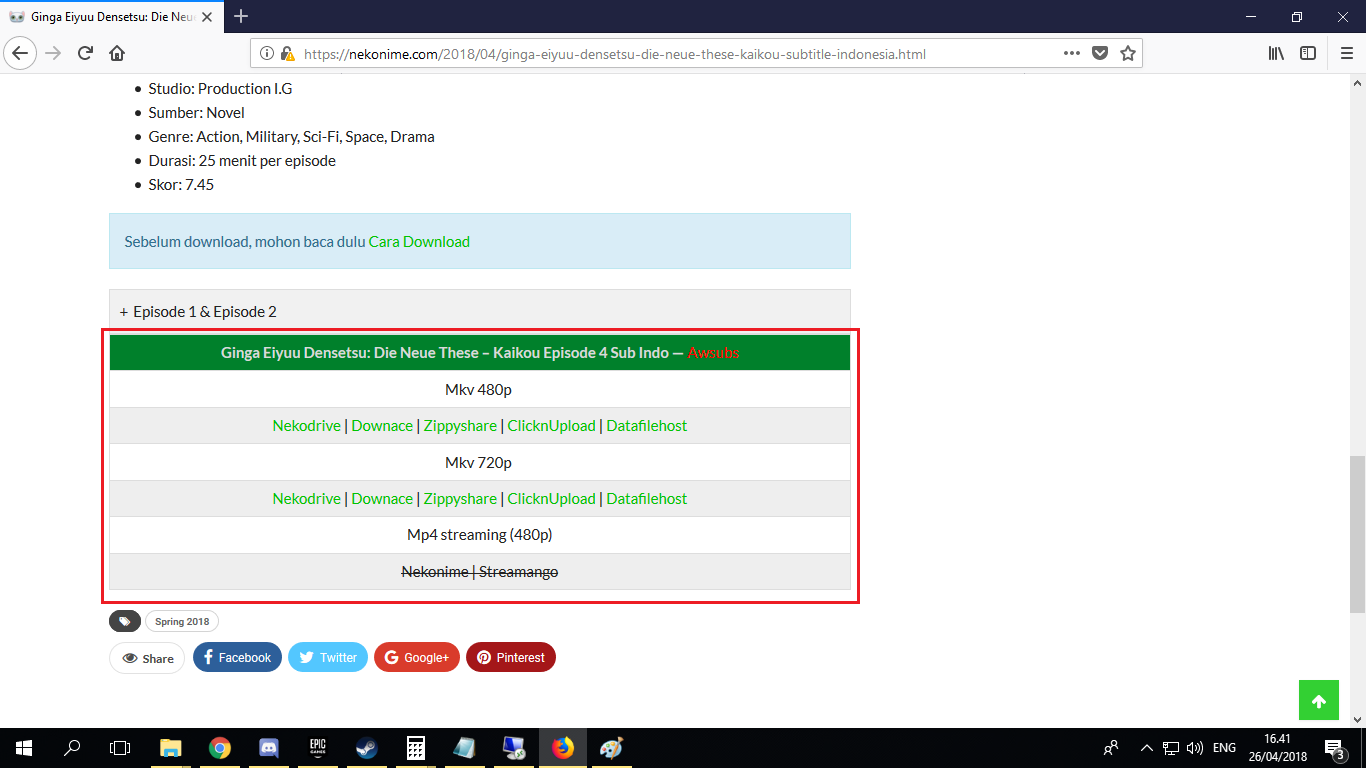 Ginga Eiyuu Densetsu: Die Neu
https://nekonime.com/2018/04/ginga-eiyuu-densetsu-die-neue-these-kaikou-subtitle-indonesia.html
Studio: Production I.G
Sumber: Novel
Genre: Action, Military, Sci-Fi, Space, Drama
Durasi: 25 menit per episode
Skor: 7.45
Sebelum download, mohon baca dulu Cara Download
+ Episode 1 & Episode 2
Ginga Eiyuu Densetsu: Die Neue These – Kaikou Episode 4 Sub Indo — Awsubs
Mkv 480p
Nekodrive | Downace | Zippyshare | ClicknUpload | Datafilehost
Mkv 720p
Nekodrive | Downace | Zippyshare | ClicknUpload | Datafilehost
Mp4 streaming (480p)
Nekonime | Streamango
Spring 2018
Share Facebook Twitter Google+ Pinterest
EPIC GAMES
ENG
16.41
26/04/2018
3